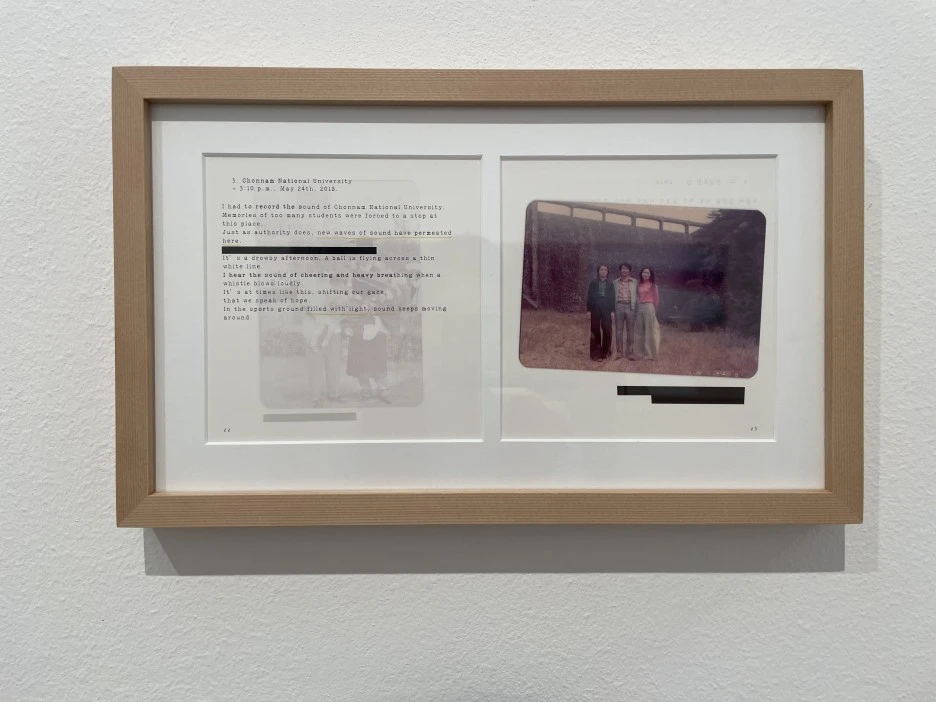 3. Chonnam National University
- 3:10 p.m., May 24th, 2018.
I had to record the sound of Chonnam National University.
Memories of too many students were forced to a stop at
this place.
Just as authority does, new waves of sound have permeated
here.
It's a drowsy afternoon. A ball is flying across a thin
white line.
I hear the sound of cheering and heavy breathing when a
whistle blows loudly.
It's at times like this, shifting our gaze,
that we speak of hope.
In the sports ground filled with light, sound keeps moving
around.